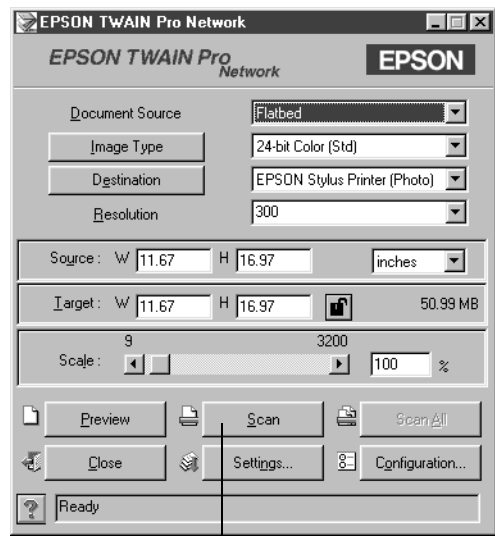 EPSON TWAIN Pro Network
EPSON TWAIN Pro Network EPSON
Document Source Flatbed
Image Type 24-bit Color (Std)
Destination EPSON Stylus Printer (Photo)
Resolution 300
Source : W 11.67 H 16.97 inches
Target : W 11.67 H 16.97 50.99 MB
9 3200
Scale : 100 %
Preview Scan Scan All
Close Settings... Configuration...
? Ready